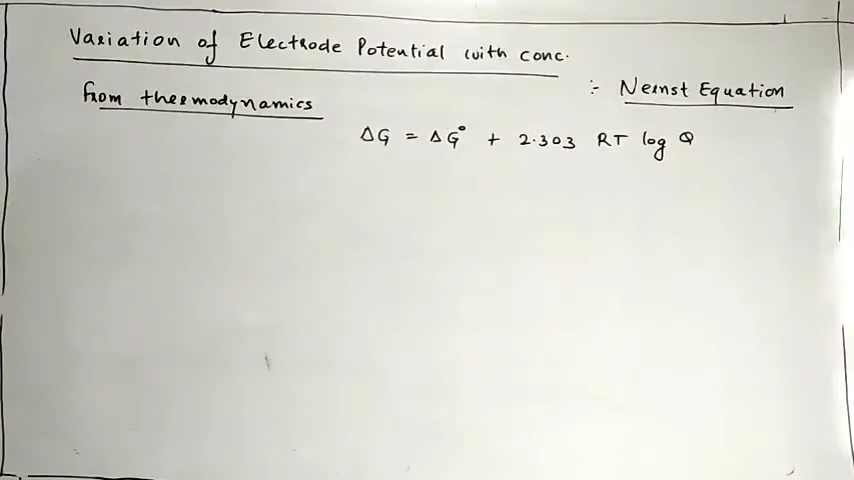 Variation of Electrode Potential with conc.
:- Nernst Equation
from thermodynamics
ΔG = ΔG° + 2.303 RT log Q